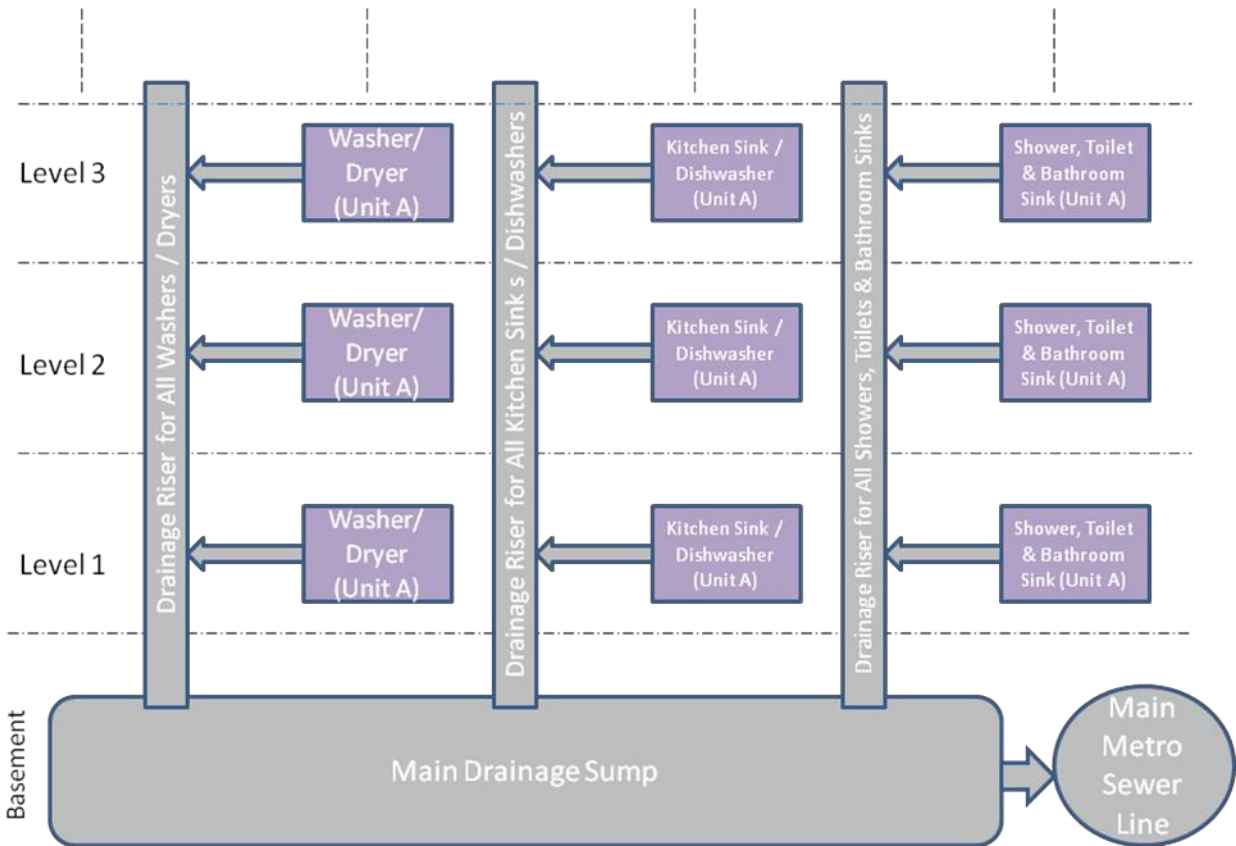 Level 3
Washer/
Dryer
(Unit A)
Kitchen Sink /
Dishwasher
(Unit A)
Shower, Toilet
& Bathroom
Sink (Unit A)
Level 2
Washer/
Dryer
(Unit A)
Kitchen Sink /
Dishwasher
(Unit A)
Shower, Toilet
& Bathroom
Sink (Unit A)
Level 1
Washer/
Dryer
(Unit A)
Kitchen Sink /
Dishwasher
(Unit A)
Shower, Toilet
& Bathroom
Sink (Unit A)
Drainage Riser for All Washers / Dryers
Drainage Riser for All Kitchen Sink s / Dishwashers
Drainage Riser for All Showers, Toilets & Bathroom Sinks
Basement
Main Drainage Sump
Main
Metro
Sewer
Line